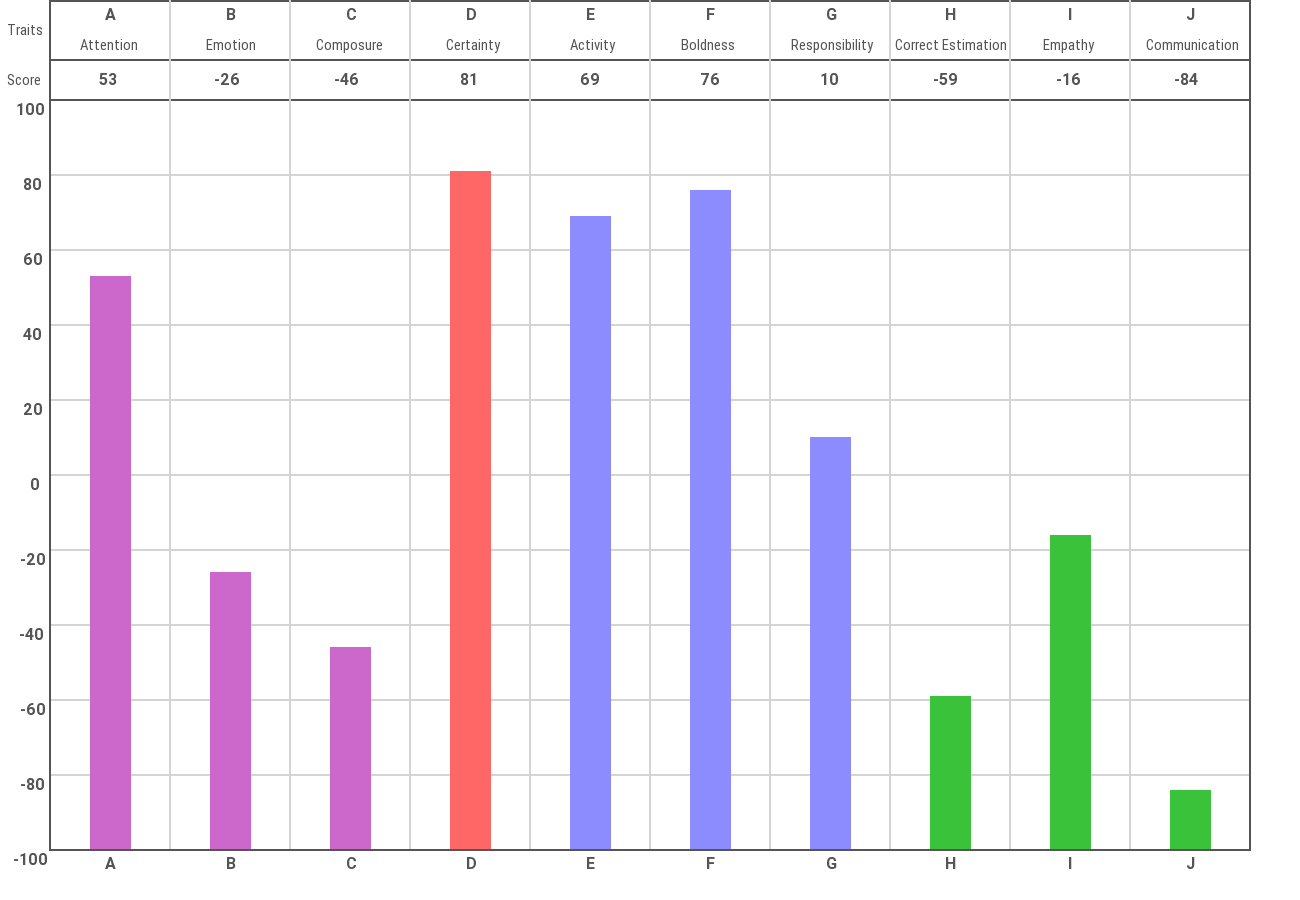 A B C D E F G H I J
Traits
Attention Emotion Composure Certainty Activity Boldness Responsibility Correct Estimation Empathy Communication
Score 53 -26 -46 81 69 76 10 -59 -16 -84
100
80
60
40
20
0
-20
-40
-60
-80
-100
A B C D E F G H I J